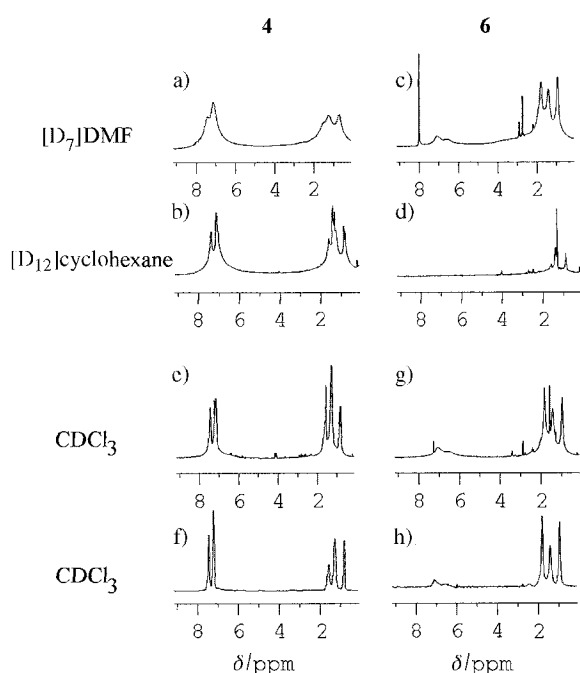 4 6
a) c)
[D7]DMF
8 6 4 2 8 6 4 2
b) d)
[D12]cyclohexane
8 6 4 2 8 6 4 2
e) g)
CDCl3
8 6 4 2 8 6 4 2
f) h)
CDCl3
8 6 4 2 8 6 4 2
δ/ppm δ/ppm